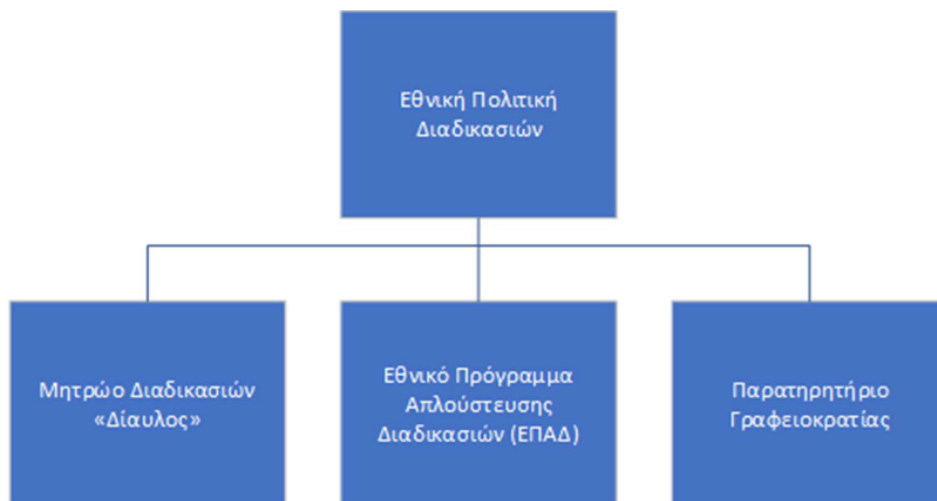 Εθνική Πολιτική
Διαδικασιών
Μητρώο Διαδικασιών
«Δίαυλος»
Εθνικό Πρόγραμμα
Απλούστευσης
Διαδικασιών (ΕΠΑΔ)
Παρατηρητήριο
Γραφειοκρατίας